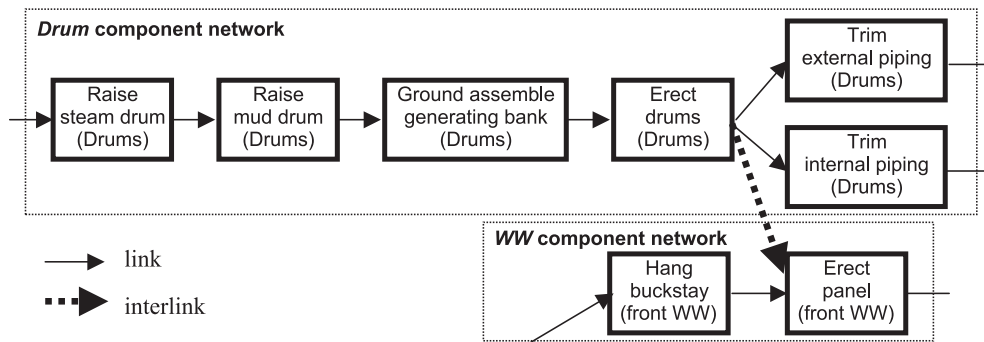 Drum component network
Raise
steam drum
(Drums)
Raise
mud drum
(Drums)
Ground assemble
generating bank
(Drums)
Erect
drums
(Drums)
Trim
external piping
(Drums)
Trim
internal piping
(Drums)
WW component network
Hang
buckstay
(front WW)
Erect
panel
(front WW)
link
interlink